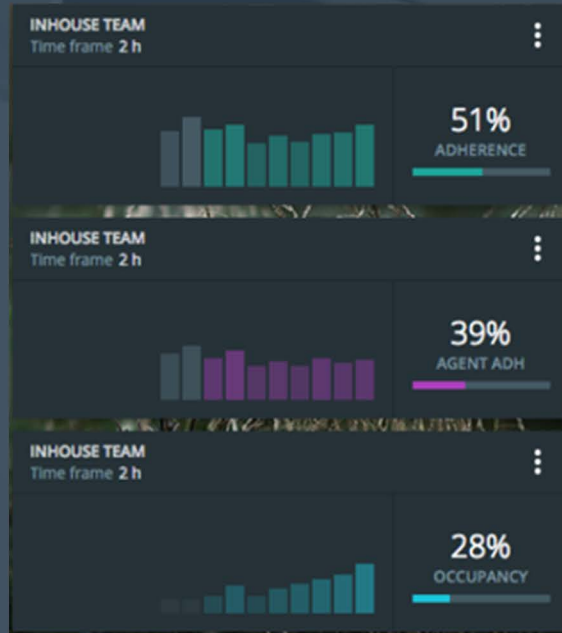 INHOUSE TEAM
Time frame 2 h
51%
ADHERENCE
INHOUSE TEAM
Time frame 2 h
39%
AGENT ADH
INHOUSE TEAM
Time frame 2 h
28%
OCCUPANCY